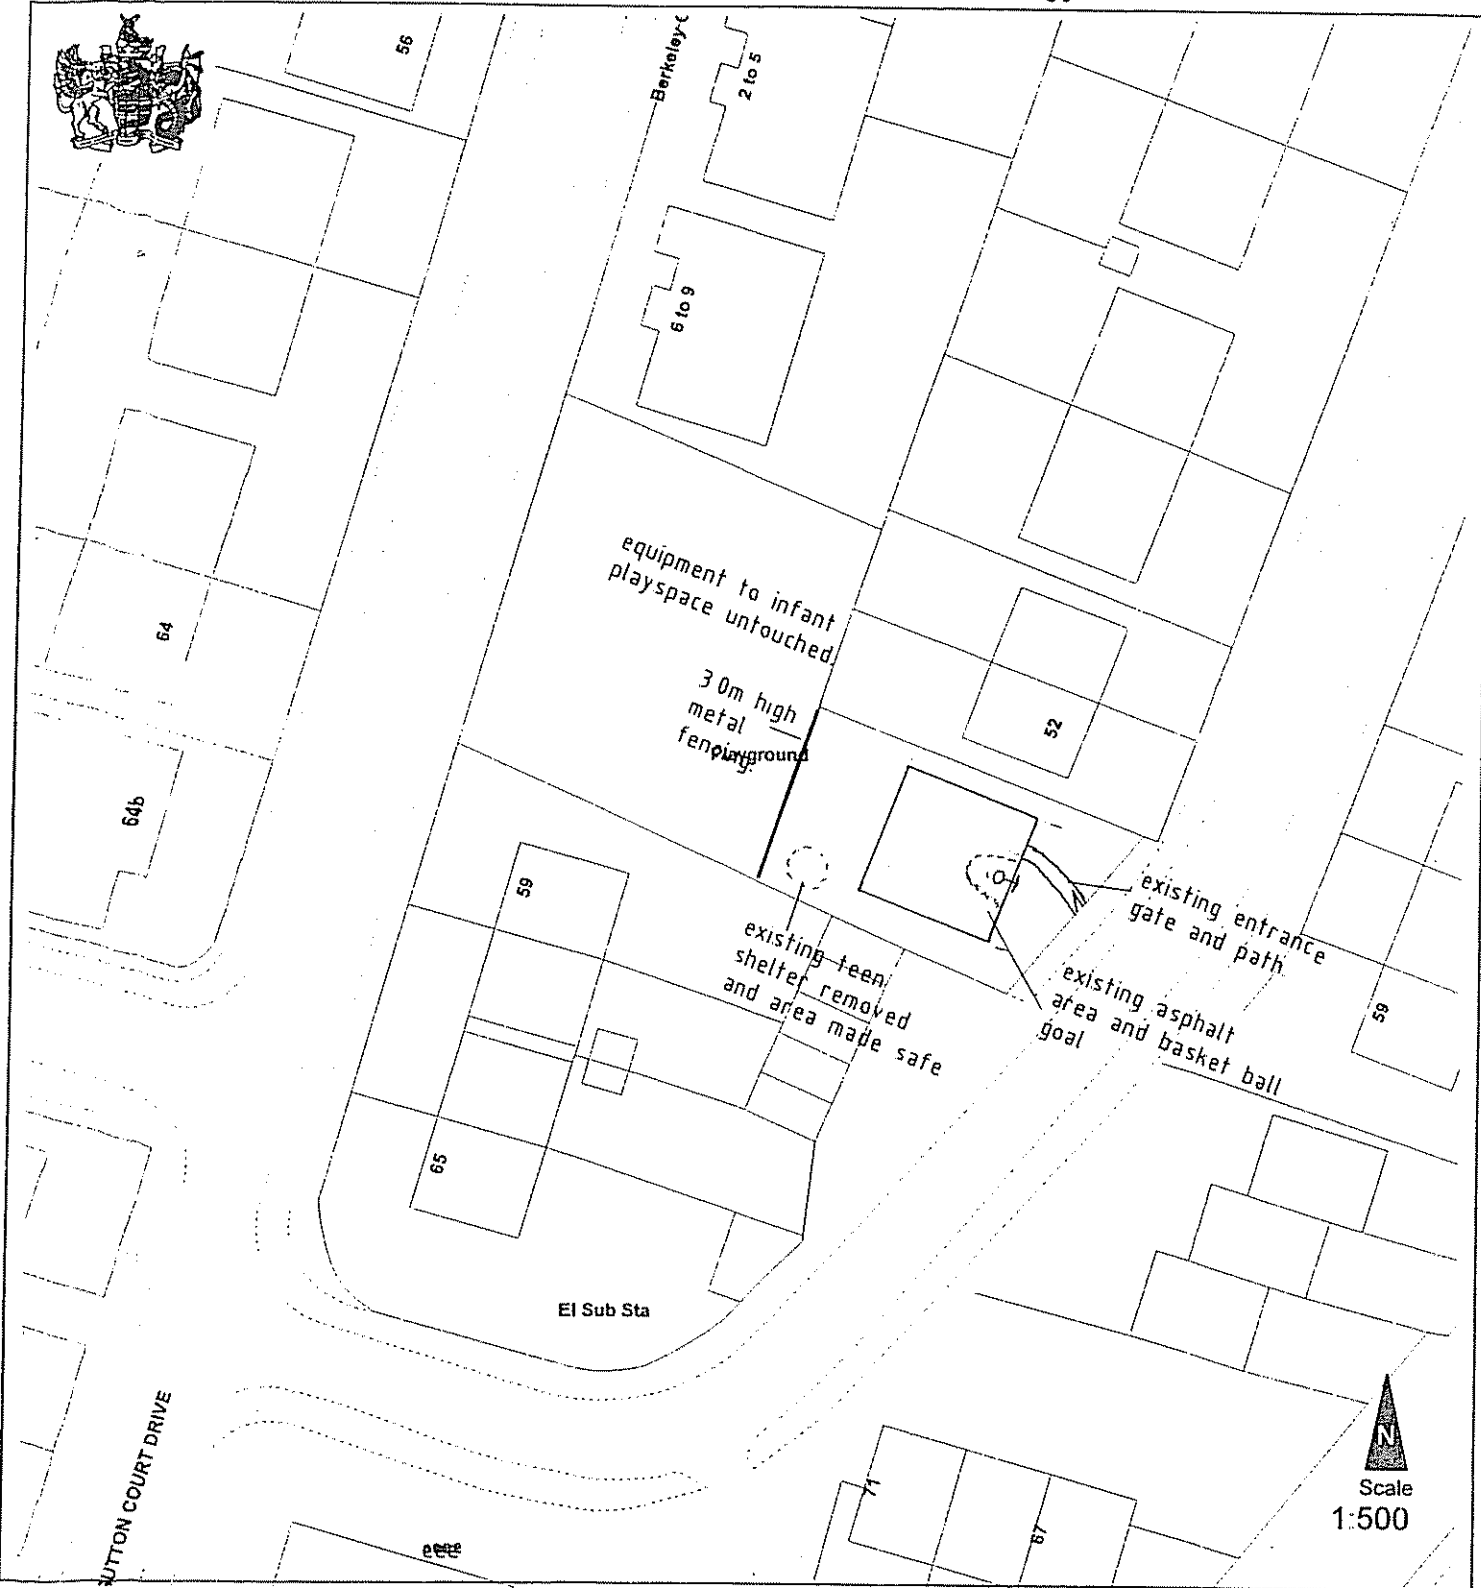 56
Berkeley
2 to 5
6 to 9
equipment to infant
playspace untouched
3 0m high
metal
fencing.
Playground
64
52
64b
59
existing entrance
gate and path
existing teen
shelter removed
and area made safe
existing asphalt
area and basket ball
goal
59
65
El Sub Sta
SUTTON COURT DRIVE
71
67
N
Scale
1:500